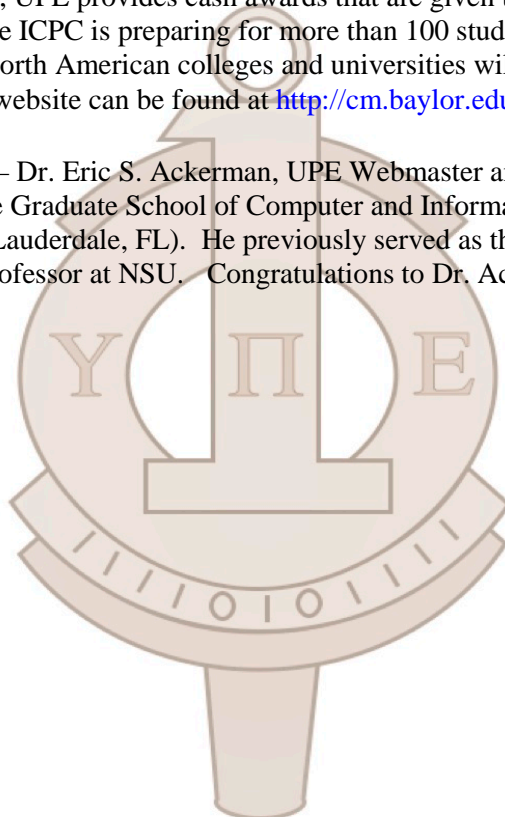 , UPE provides cash awards that are given
e ICPC is preparing for more than 100 stud
orth American colleges and universities wil
website can be found at http://cm.baylor.edu
– Dr. Eric S. Ackerman, UPE Webmaster a
e Graduate School of Computer and Informa
Lauderdale, FL). He previously served as th
ofessor at NSU. Congratulations to Dr. Ac
Υ Π Ε
11110101111